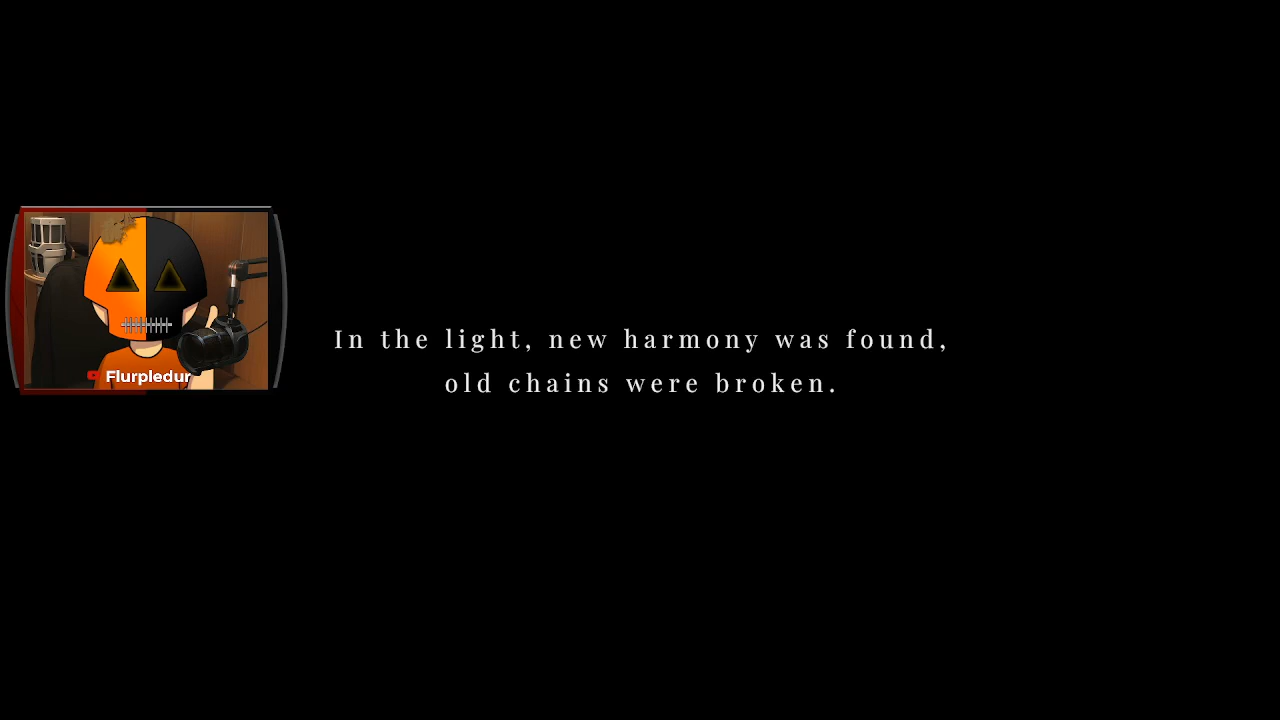 In the light, new harmony was found,
old chains were broken.
Flurpledur